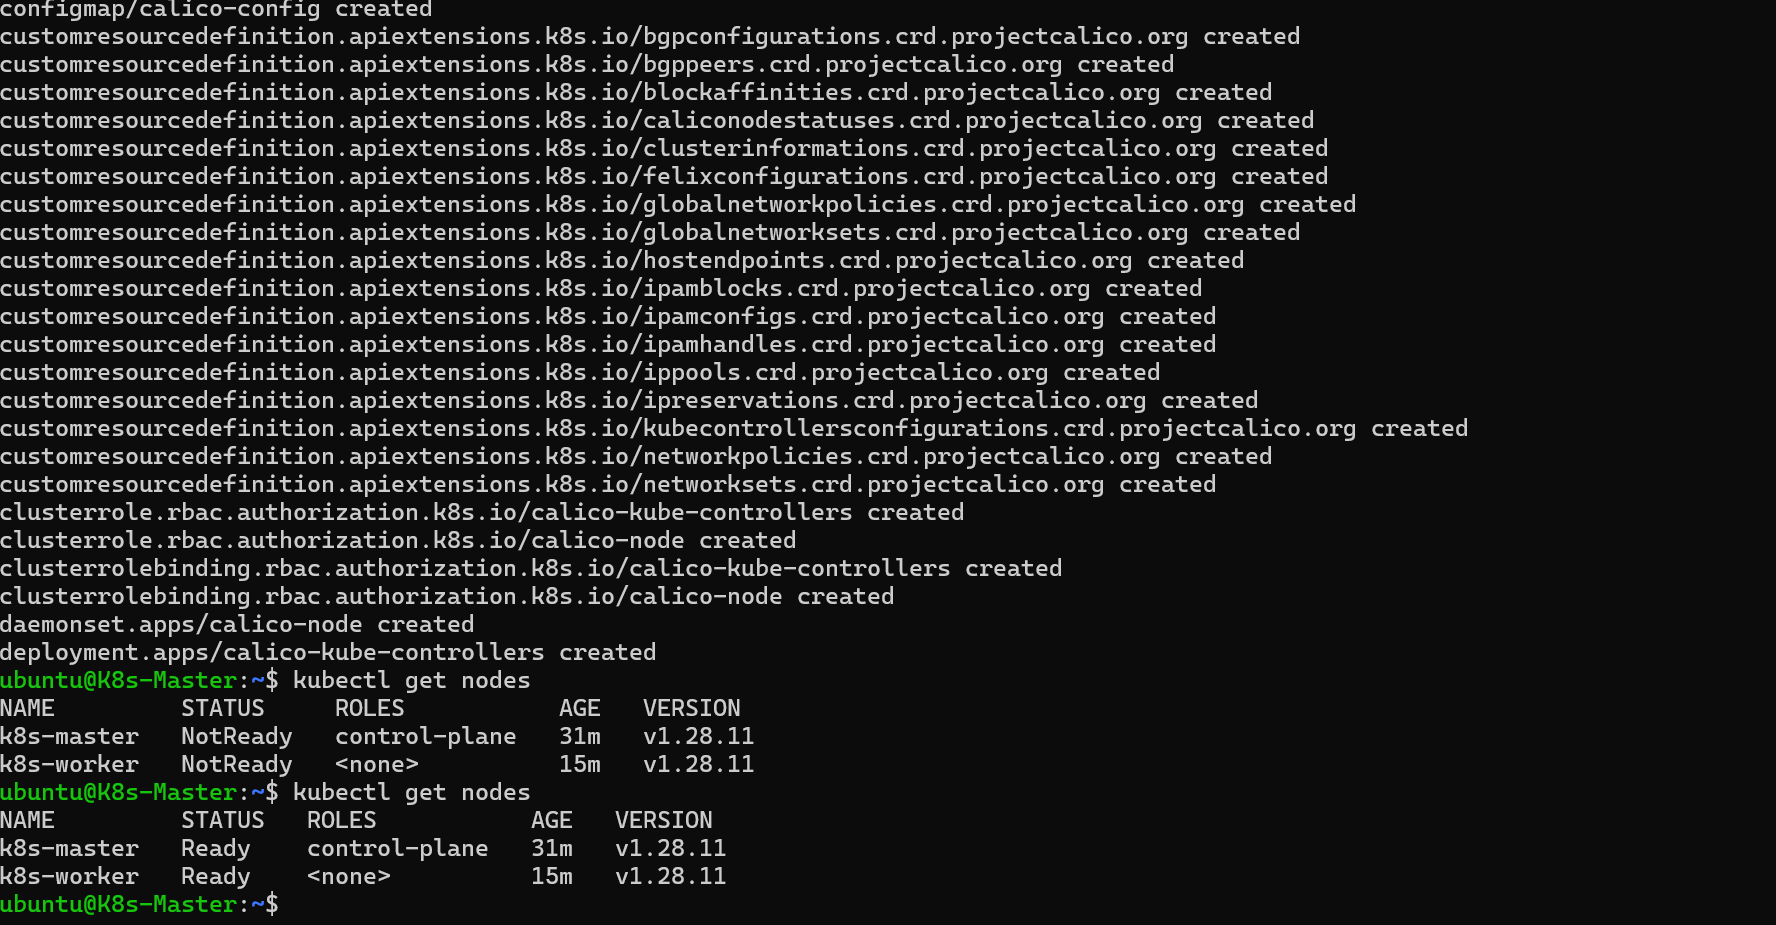 configmap/calico-config created
customresourcedefinition.apiextensions.k8s.io/bgpconfigurations.crd.projectcalico.org created
customresourcedefinition.apiextensions.k8s.io/bgppeers.crd.projectcalico.org created
customresourcedefinition.apiextensions.k8s.io/blockaffinities.crd.projectcalico.org created
customresourcedefinition.apiextensions.k8s.io/caliconodestatuses.crd.projectcalico.org created
customresourcedefinition.apiextensions.k8s.io/clusterinformations.crd.projectcalico.org created
customresourcedefinition.apiextensions.k8s.io/felixconfigurations.crd.projectcalico.org created
customresourcedefinition.apiextensions.k8s.io/globalnetworkpolicies.crd.projectcalico.org created
customresourcedefinition.apiextensions.k8s.io/globalnetworksets.crd.projectcalico.org created
customresourcedefinition.apiextensions.k8s.io/hostendpoints.crd.projectcalico.org created
customresourcedefinition.apiextensions.k8s.io/ipamblocks.crd.projectcalico.org created
customresourcedefinition.apiextensions.k8s.io/ipamconfigs.crd.projectcalico.org created
customresourcedefinition.apiextensions.k8s.io/ipamhandles.crd.projectcalico.org created
customresourcedefinition.apiextensions.k8s.io/ippools.crd.projectcalico.org created
customresourcedefinition.apiextensions.k8s.io/ipreservations.crd.projectcalico.org created
customresourcedefinition.apiextensions.k8s.io/kubecontrollersconfigurations.crd.projectcalico.org created
customresourcedefinition.apiextensions.k8s.io/networkpolicies.crd.projectcalico.org created
customresourcedefinition.apiextensions.k8s.io/networksets.crd.projectcalico.org created
clusterrole.rbac.authorization.k8s.io/calico-kube-controllers created
clusterrole.rbac.authorization.k8s.io/calico-node created
clusterrolebinding.rbac.authorization.k8s.io/calico-kube-controllers created
clusterrolebinding.rbac.authorization.k8s.io/calico-node created
daemonset.apps/calico-node created
deployment.apps/calico-kube-controllers created
ubuntu@K8s-Master:~$ kubectl get nodes
NAME         STATUS     ROLES           AGE   VERSION
k8s-master   NotReady   control-plane   31m   v1.28.11
k8s-worker   NotReady   <none>          15m   v1.28.11
ubuntu@K8s-Master:~$ kubectl get nodes
NAME         STATUS   ROLES           AGE   VERSION
k8s-master   Ready    control-plane   31m   v1.28.11
k8s-worker   Ready    <none>          15m   v1.28.11
ubuntu@K8s-Master:~$